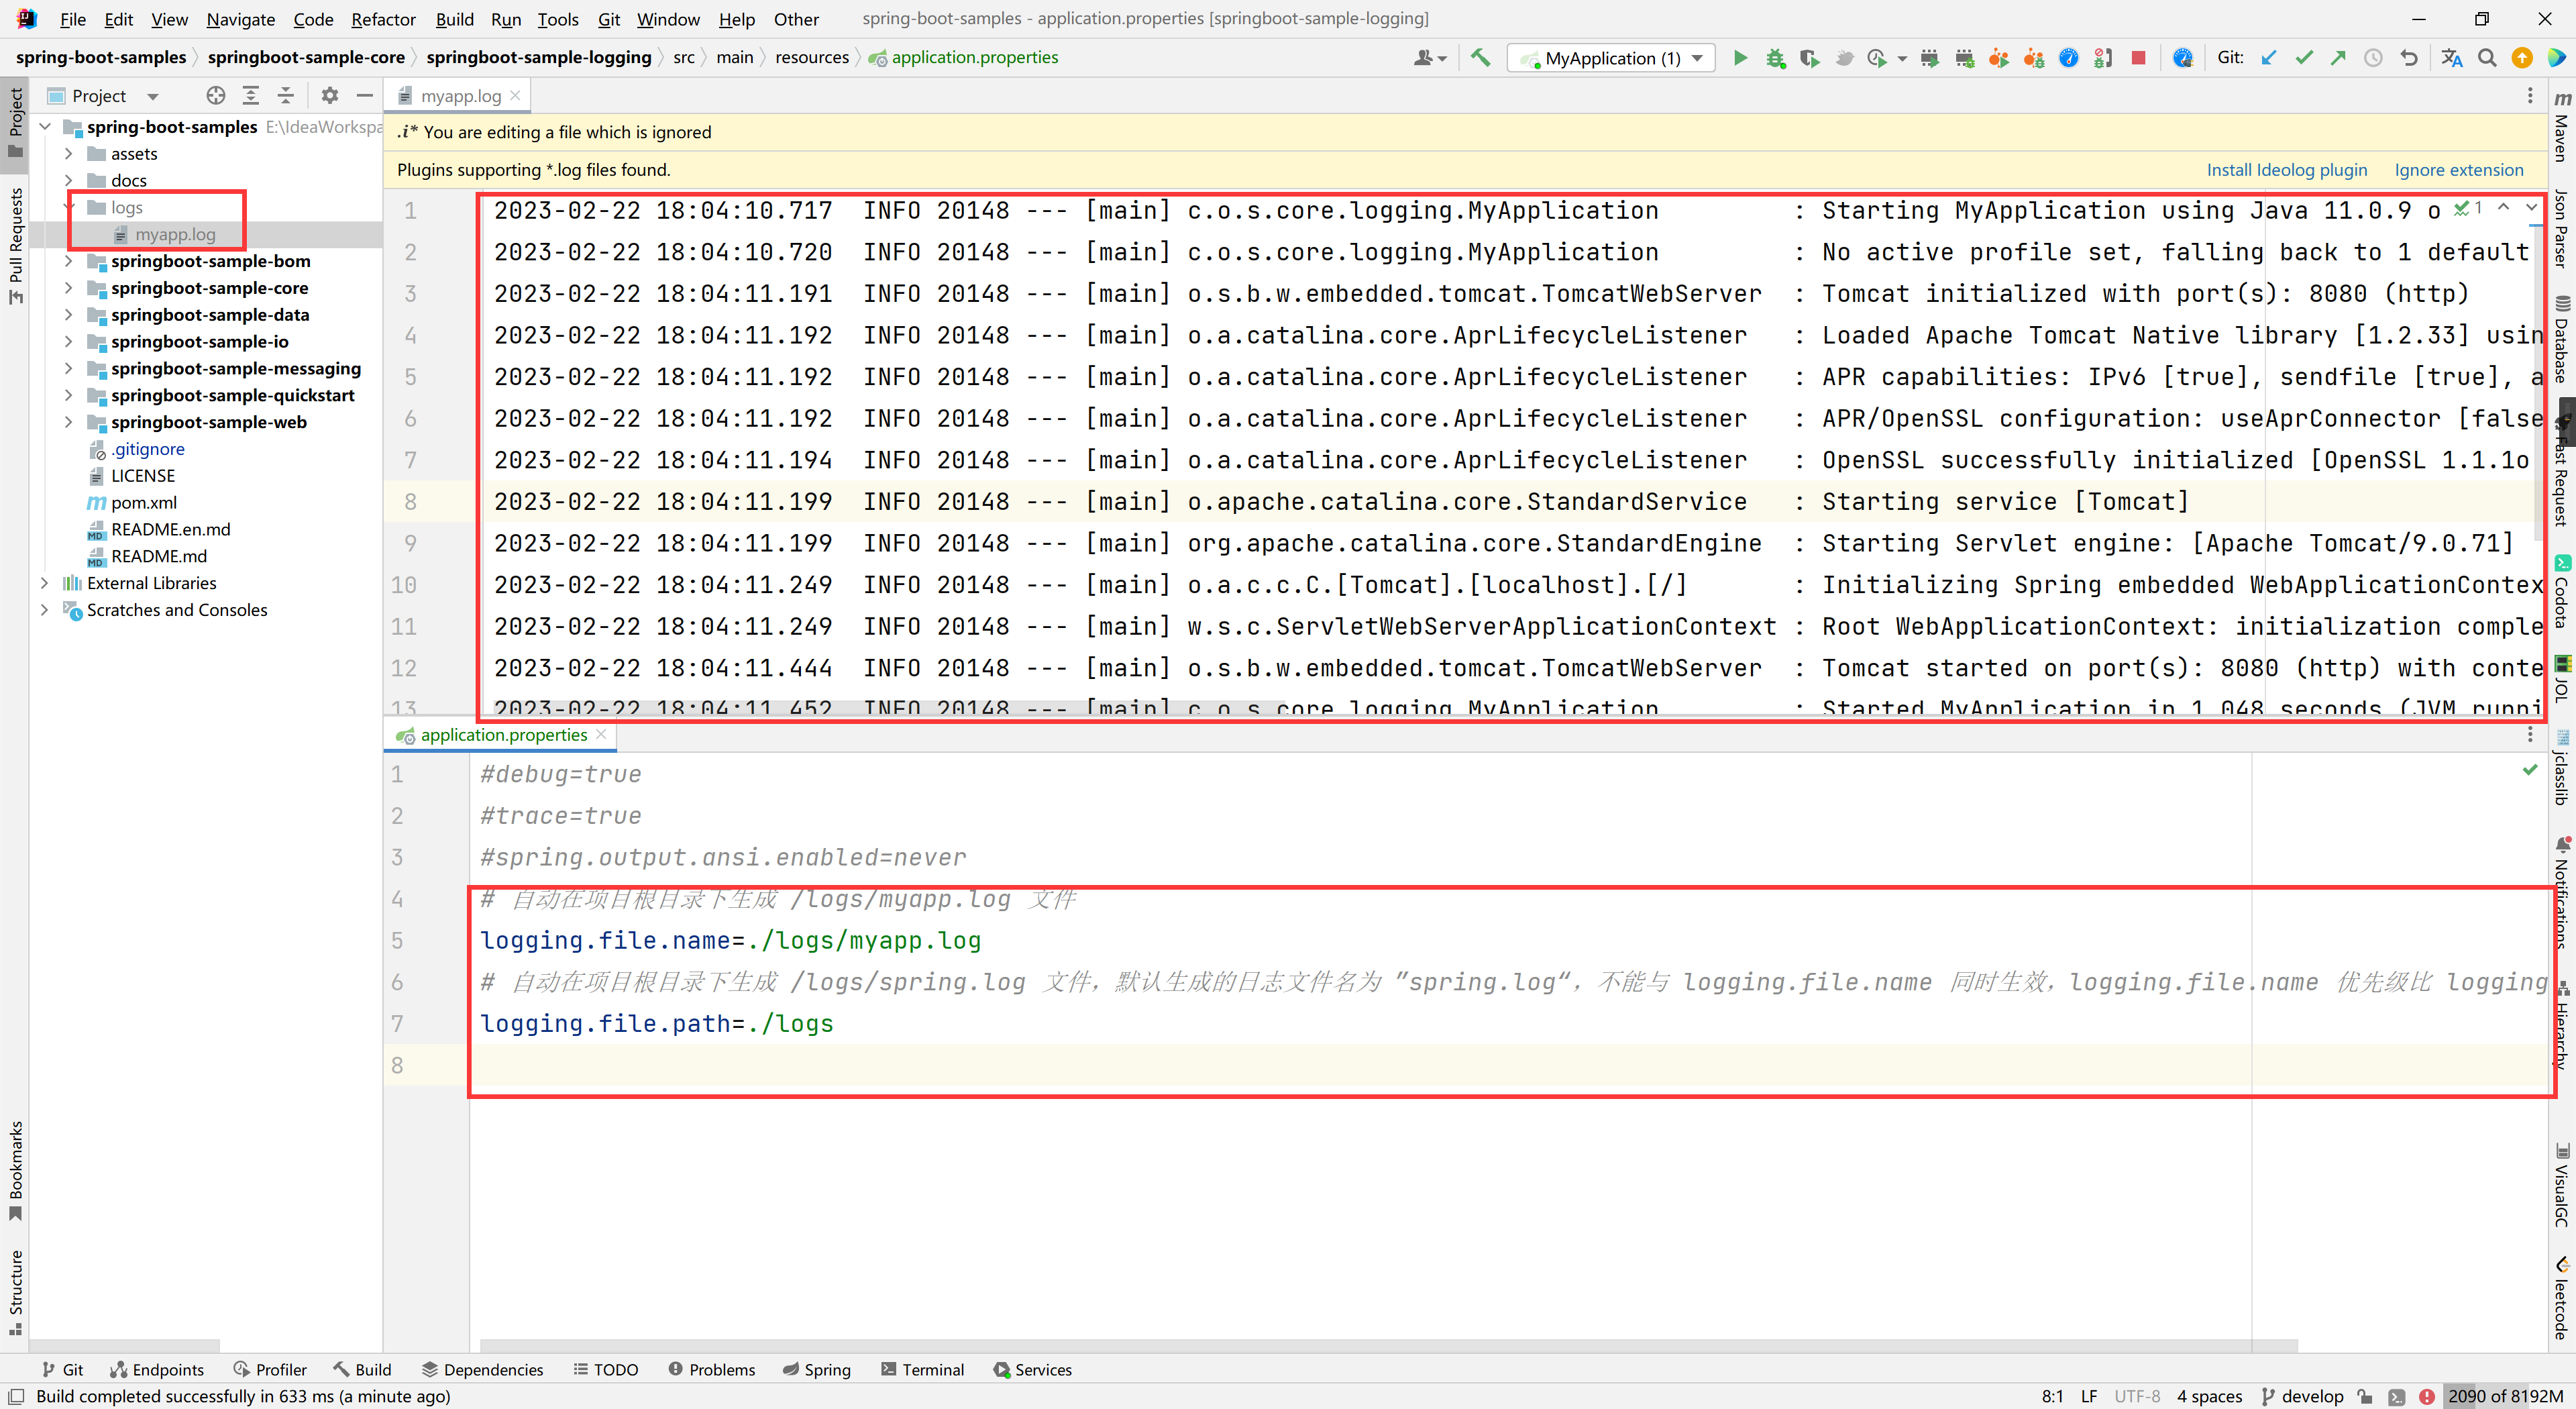 File Edit View Navigate Code Refactor Build Run Tools Git Window Help Other spring-boot-samples - application.properties [springboot-sample-logging]
spring-boot-samples springboot-sample-core springboot-sample-logging src main resources application.properties MyApplication (1) Git:
Project
myapp.log
Project
Pull Requests
Bookmarks
Structure
spring-boot-samples E:\IdeaWorkspa
assets
docs
logs
myapp.log
springboot-sample-bom
springboot-sample-core
springboot-sample-data
springboot-sample-io
springboot-sample-messaging
springboot-sample-quickstart
springboot-sample-web
.gitignore
LICENSE
pom.xml
README.en.md
README.md
External Libraries
Scratches and Consoles
.i* You are editing a file which is ignored
Plugins supporting *.log files found. Install Ideolog plugin Ignore extension
1 2023-02-22 18:04:10.717 INFO 20148 --- [main] c.o.s.core.logging.MyApplication : Starting MyApplication using Java 11.0.9 o 1
2 2023-02-22 18:04:10.720 INFO 20148 --- [main] c.o.s.core.logging.MyApplication : No active profile set, falling back to 1 default
3 2023-02-22 18:04:11.191 INFO 20148 --- [main] o.s.b.w.embedded.tomcat.TomcatWebServer : Tomcat initialized with port(s): 8080 (http)
4 2023-02-22 18:04:11.192 INFO 20148 --- [main] o.a.catalina.core.AprLifecycleListener : Loaded Apache Tomcat Native library [1.2.33] usin
5 2023-02-22 18:04:11.192 INFO 20148 --- [main] o.a.catalina.core.AprLifecycleListener : APR capabilities: IPv6 [true], sendfile [true], a
6 2023-02-22 18:04:11.192 INFO 20148 --- [main] o.a.catalina.core.AprLifecycleListener : APR/OpenSSL configuration: useAprConnector [false
7 2023-02-22 18:04:11.194 INFO 20148 --- [main] o.a.catalina.core.AprLifecycleListener : OpenSSL successfully initialized [OpenSSL 1.1.1o
8 2023-02-22 18:04:11.199 INFO 20148 --- [main] o.apache.catalina.core.StandardService : Starting service [Tomcat]
9 2023-02-22 18:04:11.199 INFO 20148 --- [main] org.apache.catalina.core.StandardEngine : Starting Servlet engine: [Apache Tomcat/9.0.71]
10 2023-02-22 18:04:11.249 INFO 20148 --- [main] o.a.c.c.C.[Tomcat].[localhost].[/] : Initializing Spring embedded WebApplicationContex
11 2023-02-22 18:04:11.249 INFO 20148 --- [main] w.s.c.ServletWebServerApplicationContext : Root WebApplicationContext: initialization comple
12 2023-02-22 18:04:11.444 INFO 20148 --- [main] o.s.b.w.embedded.tomcat.TomcatWebServer : Tomcat started on port(s): 8080 (http) with conte
13 2023-02-22 18:04:11.452 INFO 20148 --- [main] c.o.s.core.logging.MyApplication : Started MyApplication in 1.048 seconds (JVM runni
application.properties
1 #debug=true
2 #trace=true
3 #spring.output.ansi.enabled=never
4 # 自动在项目根目录下生成 /logs/myapp.log 文件
5 logging.file.name=./logs/myapp.log
6 # 自动在项目根目录下生成 /logs/spring.log 文件，默认生成的日志文件名为 ”spring.log“，不能与 logging.file.name 同时生效，logging.file.name 优先级比 logging
7 logging.file.path=./logs
8
Maven
Json Parser
Database
Fast Request
Codota
JOL
jclasslib
Notifications
Hierarchy
VisualGC
leetcode
Git Endpoints Profiler Build Dependencies TODO Problems Spring Terminal Services
Build completed successfully in 633 ms (a minute ago) 8:1 LF UTF-8 4 spaces develop 2090 of 8192M